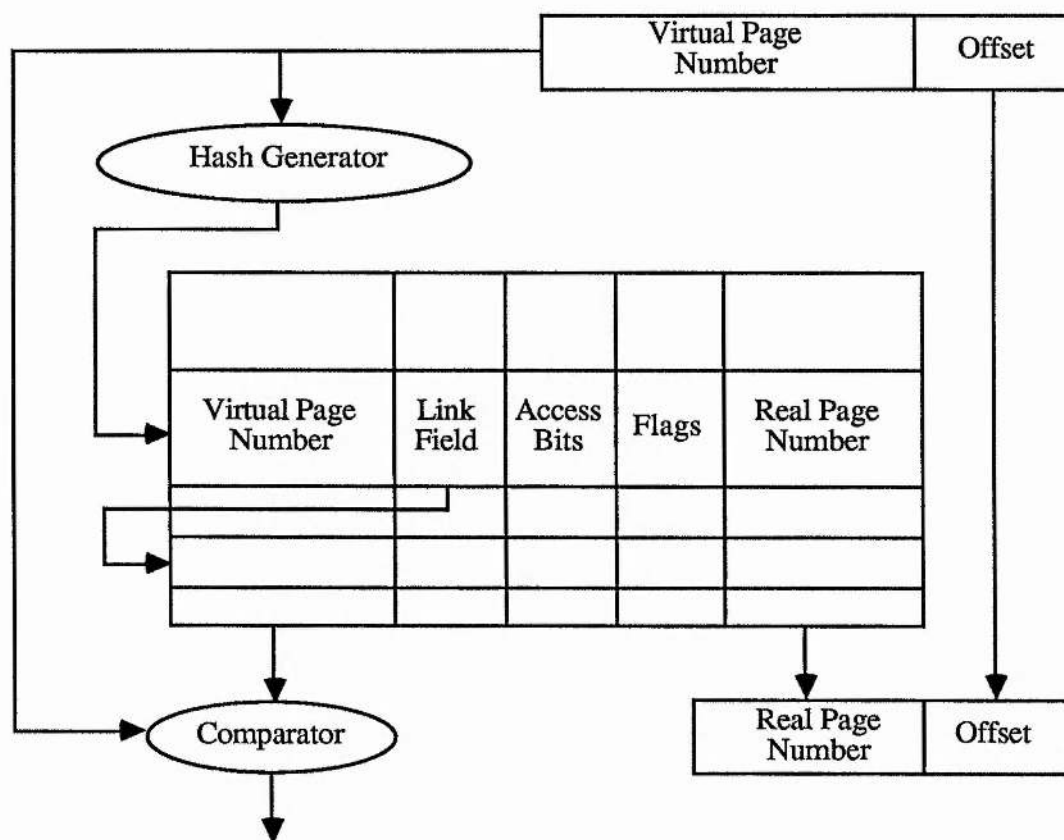 Virtual Page
Number
Offset
Hash Generator
Virtual Page
Number
Link
Field
Access
Bits
Flags
Real Page
Number
Comparator
Real Page
Number
Offset